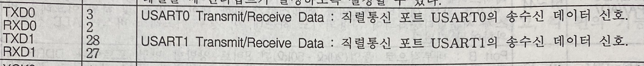 TXD0 3 USART0 Transmit/Receive Data : 직렬통신 포트 USART0의 송수신 데이터 신호.
RXD0 2
TXD1 28 USART1 Transmit/Receive Data : 직렬통신 포트 USART1의 송수신 데이터 신호.
RXD1 27